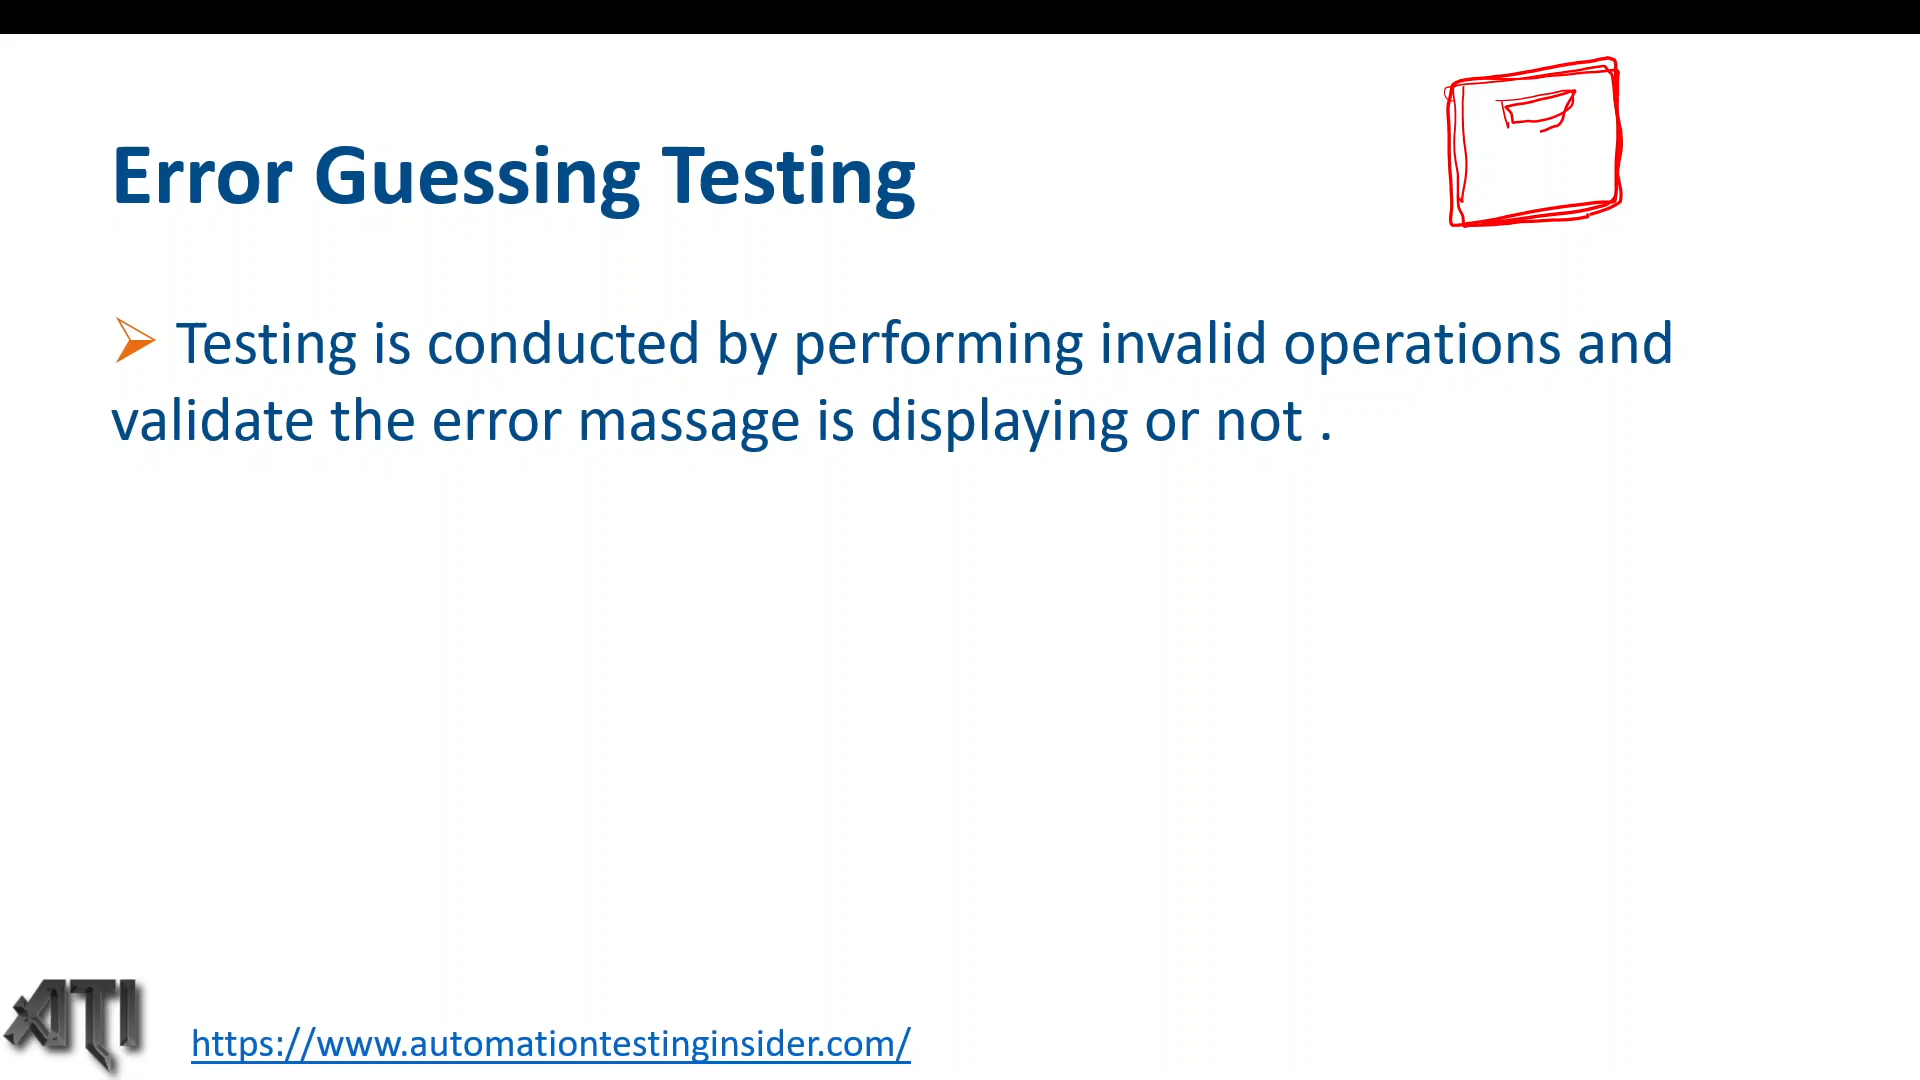 Error Guessing Testing
Testing is conducted by performing invalid operations and
validate the error massage is displaying or not .
ATI
https://www.automationtestinginsider.com/